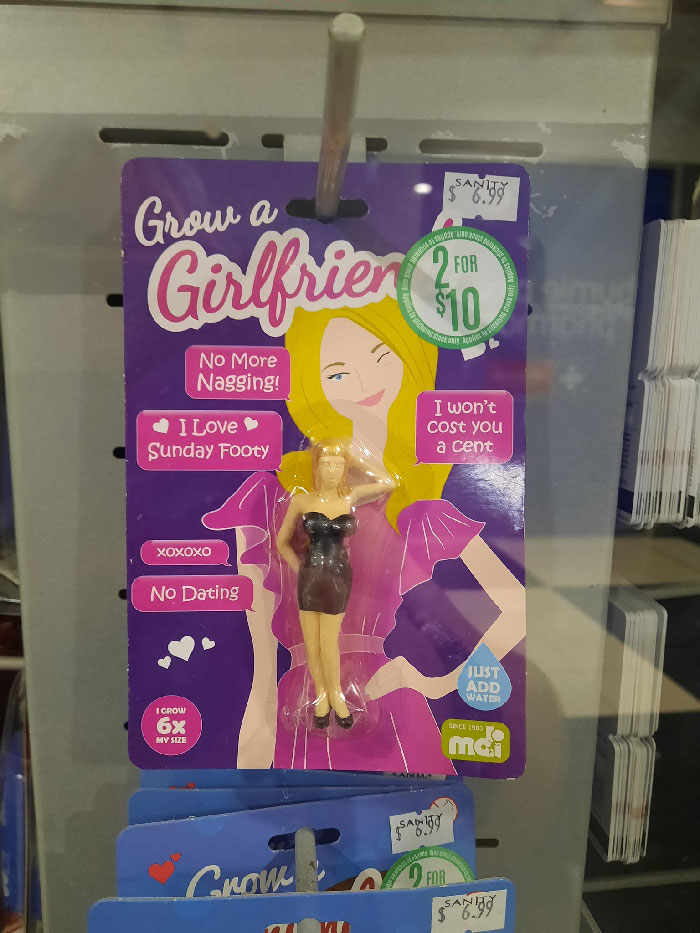 SANITY
$ 6.99
Grow a
Girlfrien
2 FOR
$10
No More
Nagging!
I Love
Sunday Footy
I won't
cost you
a cent
xoxoxo
No Dating
JUST
ADD
WATER
I GROW
6x
MY SIZE
SINCE 1983
mdi
SANITY
SANITY
$ 6.99
Grow
2 FOR
SANITY
$ 6.99